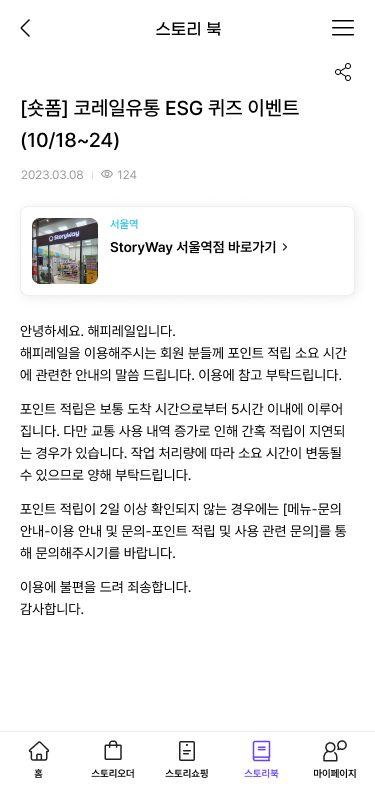 스토리 북
[숏폼] 코레일유통 ESG 퀴즈 이벤트
(10/18~24)
2023.03.08 124
StoryWay
서울역
StoryWay 서울역점 바로가기
안녕하세요. 해피레일입니다.
해피레일을 이용해주시는 회원 분들께 포인트 적립 소요 시간
에 관련한 안내의 말씀 드립니다. 이용에 참고 부탁드립니다.
포인트 적립은 보통 도착 시간으로부터 5시간 이내에 이루어
집니다. 다만 교통 사용 내역 증가로 인해 간혹 적립이 지연되
는 경우가 있습니다. 작업 처리량에 따라 소요 시간이 변동될
수 있으므로 양해 부탁드립니다.
포인트 적립이 2일 이상 확인되지 않는 경우에는 [메뉴-문의
안내-이용 안내 및 문의-포인트 적립 및 사용 관련 문의]를 통
해 문의해주시기를 바랍니다.
이용에 불편을 드려 죄송합니다.
감사합니다.
홈 스토리오더 스토리쇼핑 스토리북 마이페이지